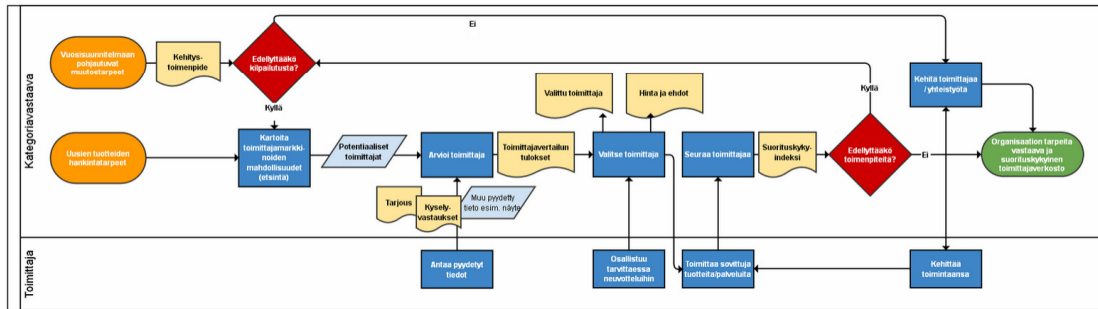 Kategoriavastaava
Vuosisuunnitelmaan
pohjautuvat
muutostarpeet
Kehitys-
toimenpide
Edellyttääkö
kilpailutusta?
Ei
Kyllä
Uusien tuotteiden
hankintatarpeet
Kartoita
toimittajamarkki-
noiden
mahdollisuudet
(etsintä)
Potentiaaliset
toimittajat
Arvioi toimittaja
Toimittajavertailun
tulokset
Valittu toimittaja
Hinta ja ehdot
Valitse toimittaja
Seuraa toimittajaa
Suorituskyky-
indeksi
Kyllä
Edellyttääkö
toimenpiteitä?
Ei
Kehitä toimittajaa
/ yhteistyötä
Organisaation tarpeita
vastaava ja
suorituskykyinen
toimittajaverkosto
Tarjous
Kysely-
vastaukset
Muu pyydetty
tieto esim. näyte
Toimittaja
Antaa pyydetyt
tiedot
Osallistuu
tarvittaessa
neuvotteluihin
Toimittaa sovittuja
tuotteita/palveluita
Kehittää
toimintaansa